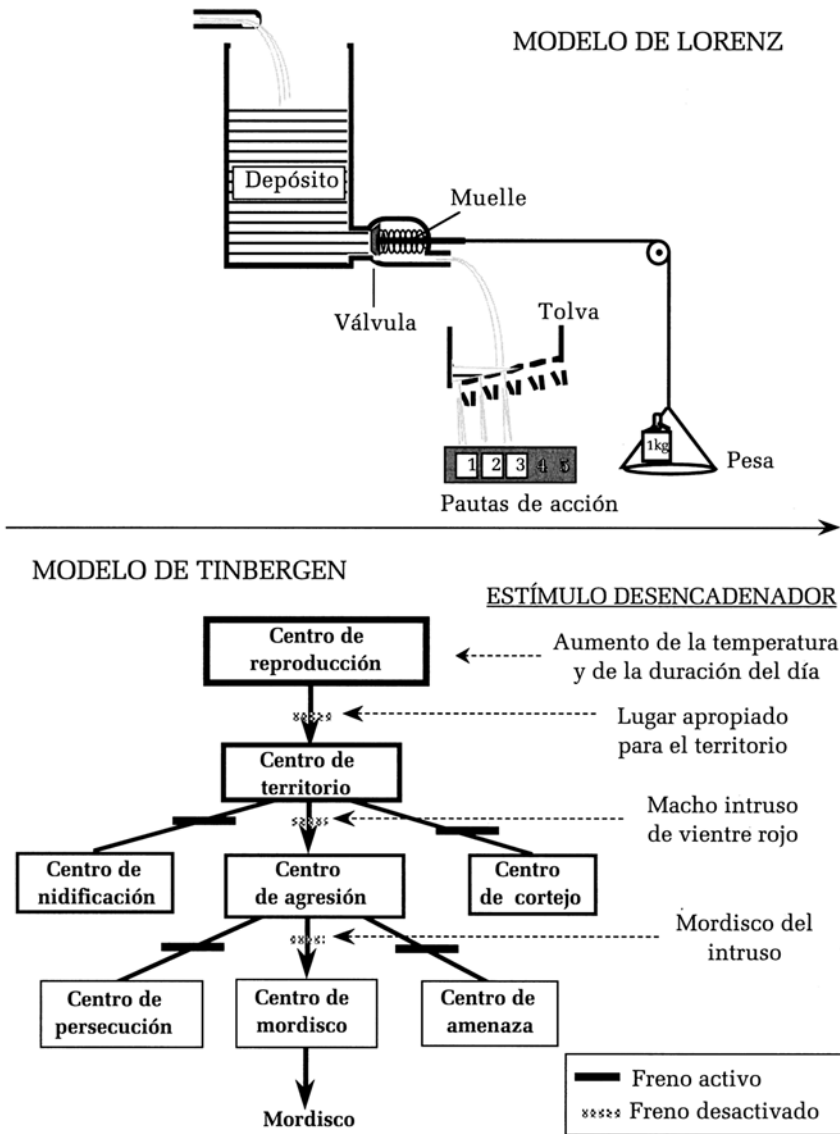 MODELO DE LORENZ
Depósito
Muelle
Válvula
Tolva
1kg
Pesa
1 2 3 4 5
Pautas de acción
MODELO DE TINBERGEN
ESTÍMULO DESENCADENADOR
Centro de
reproducción
Aumento de la temperatura
y de la duración del día
Lugar apropiado
para el territorio
Centro de
territorio
Macho intruso
de vientre rojo
Centro de
nidificación
Centro
de agresión
Centro
de cortejo
Mordisco del
intruso
Centro de
persecución
Centro de
mordisco
Centro de
amenaza
Mordisco
Freno activo
Freno desactivado